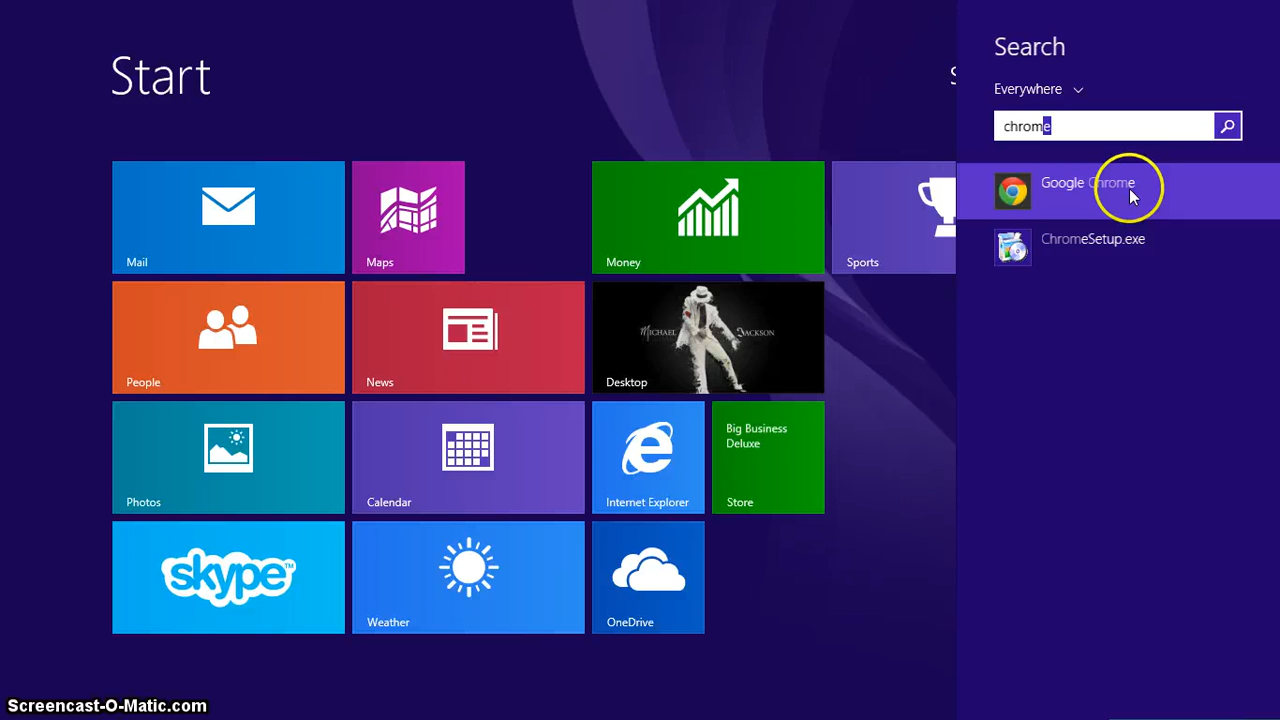 Start
S
Search
Everywhere
chrome
Google Chrome
ChromeSetup.exe
Mail
Maps
Money
Sports
People
News
MICHAEL JACKSON
Desktop
Photos
Calendar
Internet Explorer
Big Business
Deluxe
Store
skype™
Weather
OneDrive
Screencast-O-Matic.com